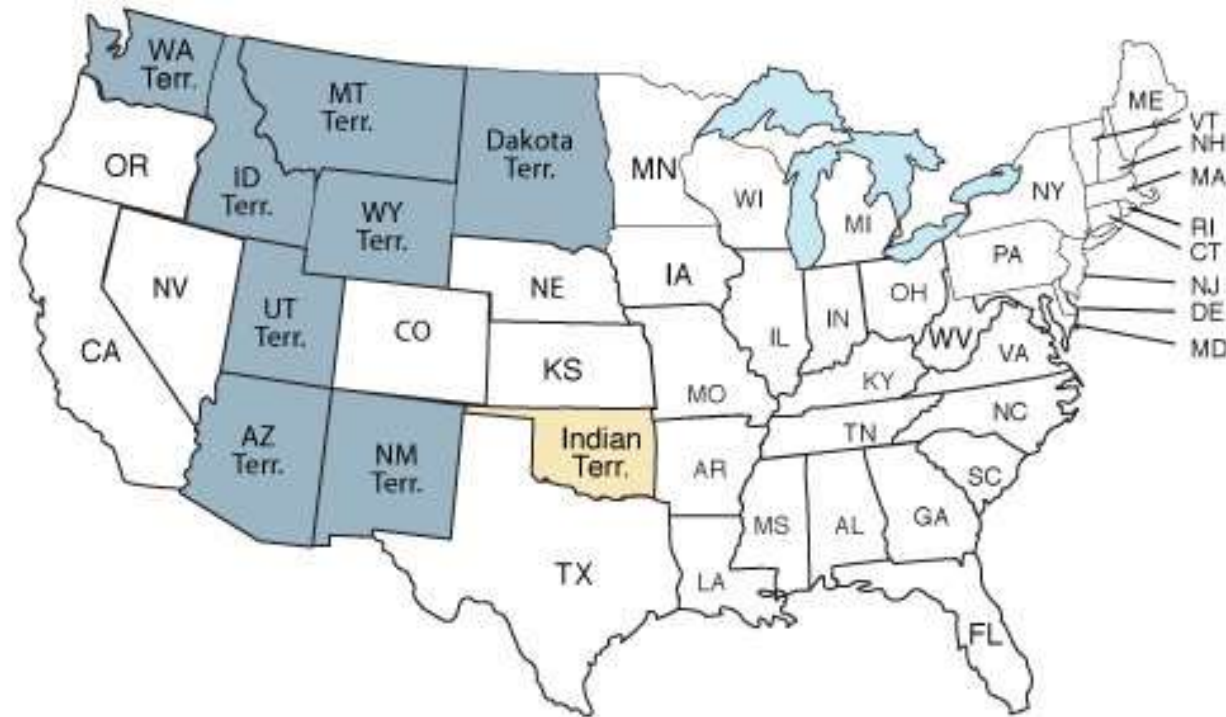 WA
Terr.
MT
Terr.
Dakota
Terr.
ME
VT
NH
MA
OR
ID
Terr.
WY
Terr.
MN
WI
MI
NY
RI
CT
NV
UT
Terr.
CO
NE
IA
PA
NJ
DE
MD
CA
KS
IL
IN
OH
WV
VA
MO
KY
NC
AZ
Terr.
NM
Terr.
Indian
Terr.
AR
TN
SC
MS
AL
GA
TX
LA
FL